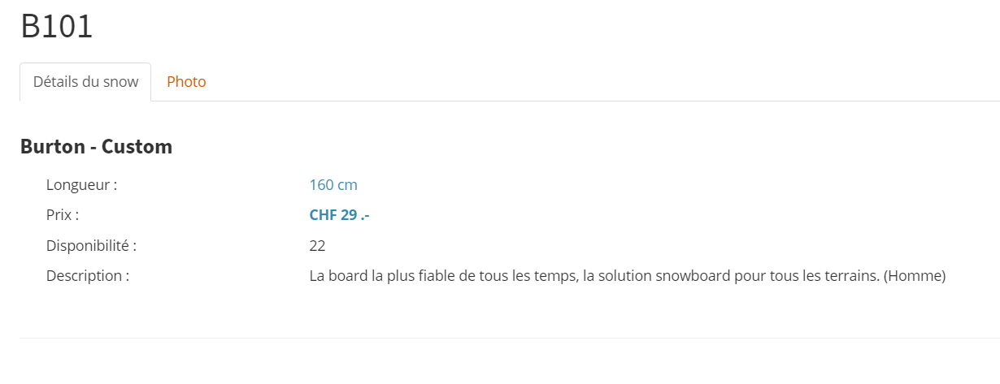 B101
Détails du snow Photo
Burton - Custom
Longueur : 160 cm
Prix : CHF 29 .-
Disponibilité : 22
Description : La board la plus fiable de tous les temps, la solution snowboard pour tous les terrains. (Homme)